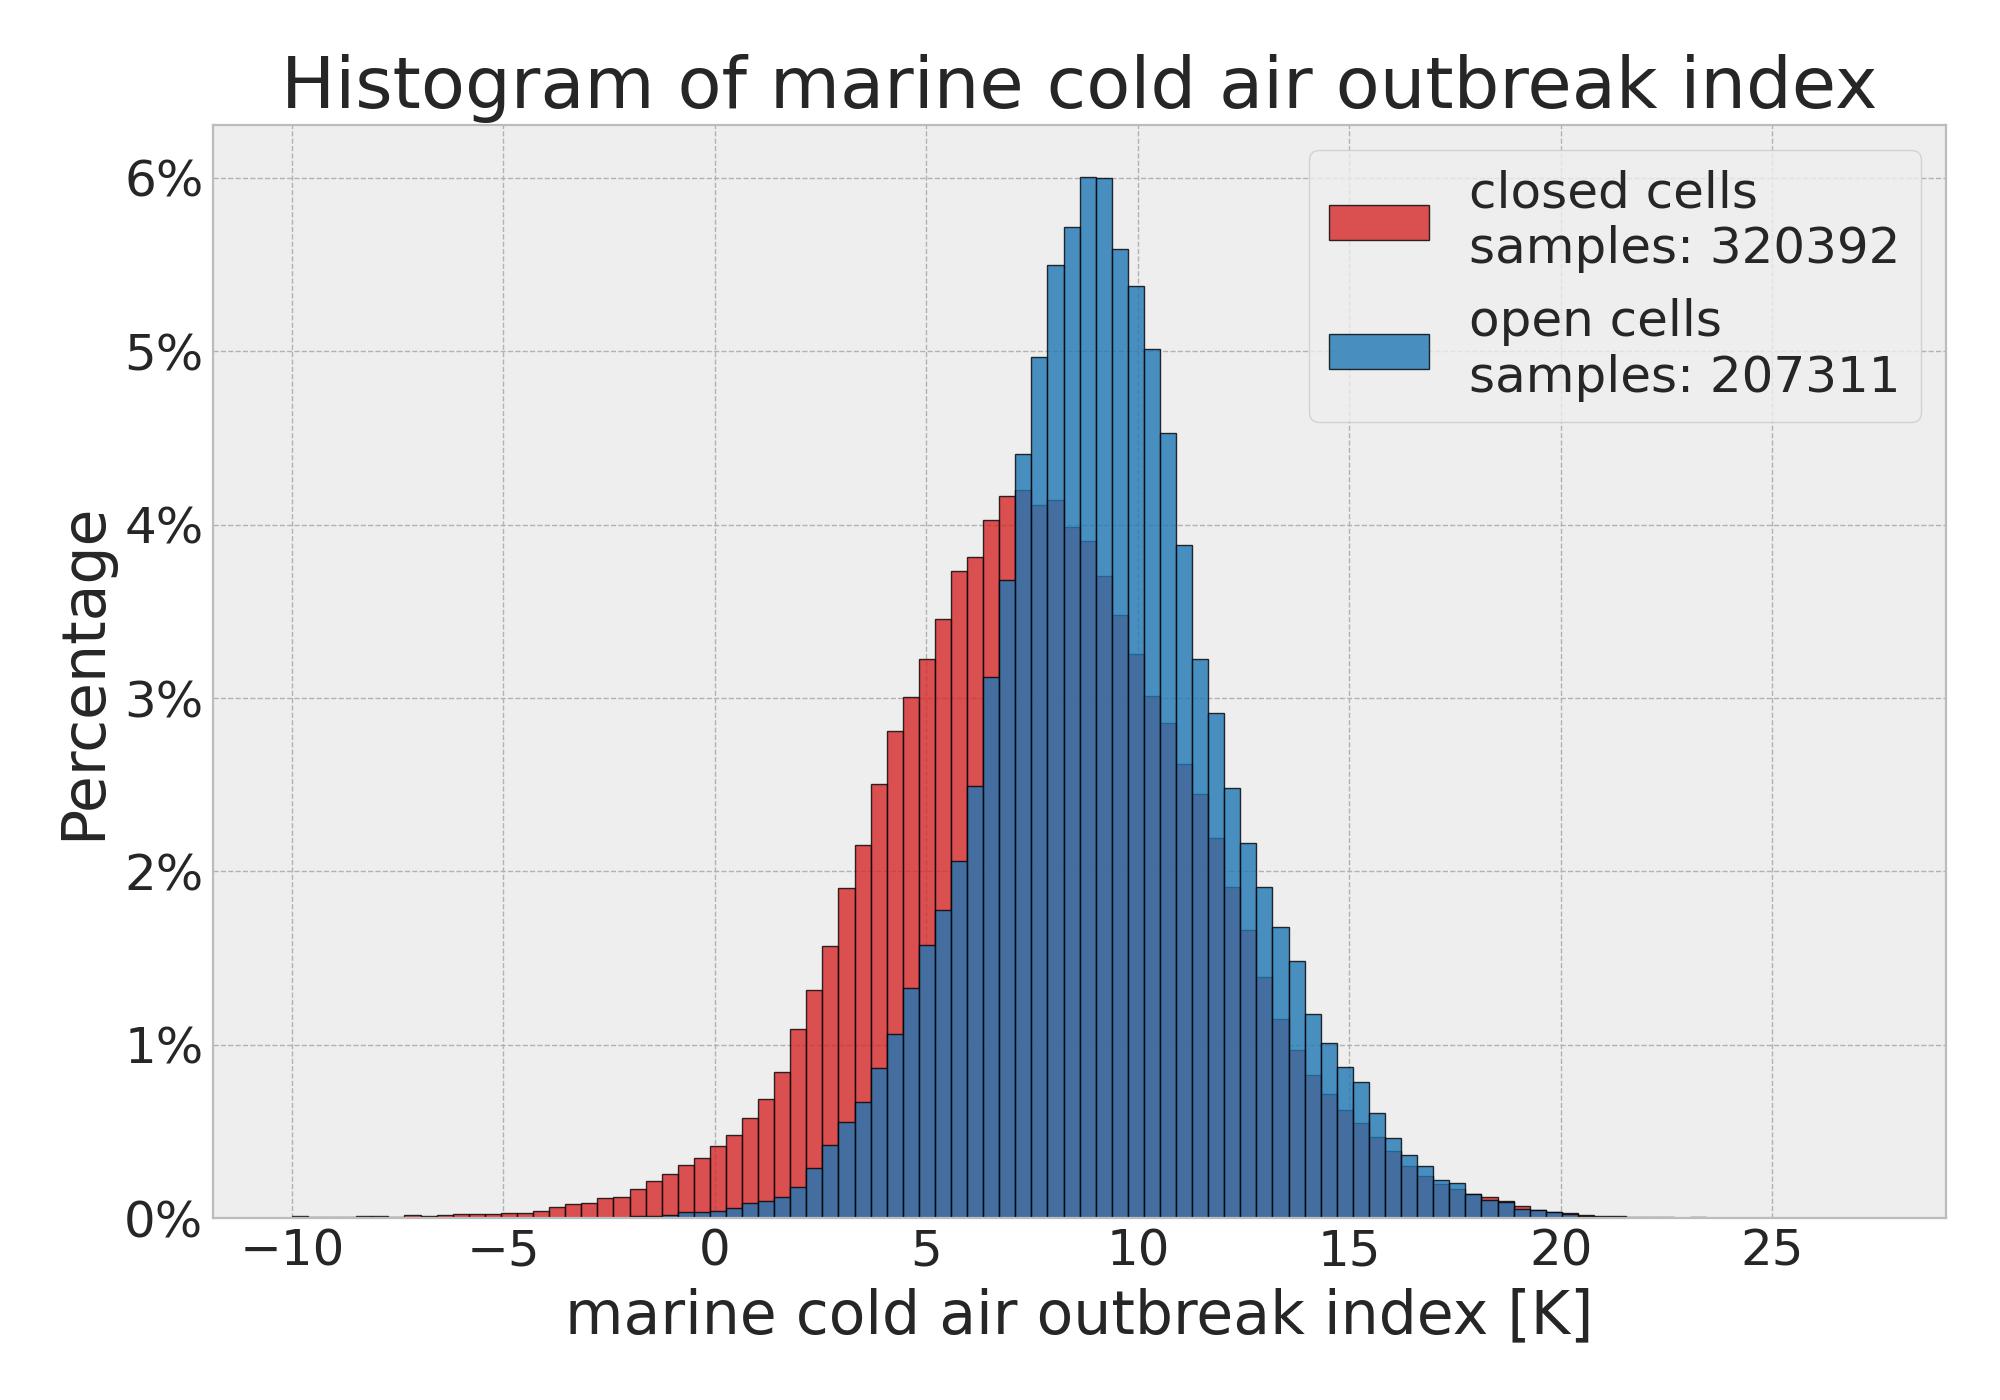 Histogram of marine cold air outbreak index
closed cells
samples: 320392
open cells
samples: 207311
Percentage
6%
5%
4%
3%
2%
1%
0%
−10 −5 0 5 10 15 20 25
marine cold air outbreak index [K]